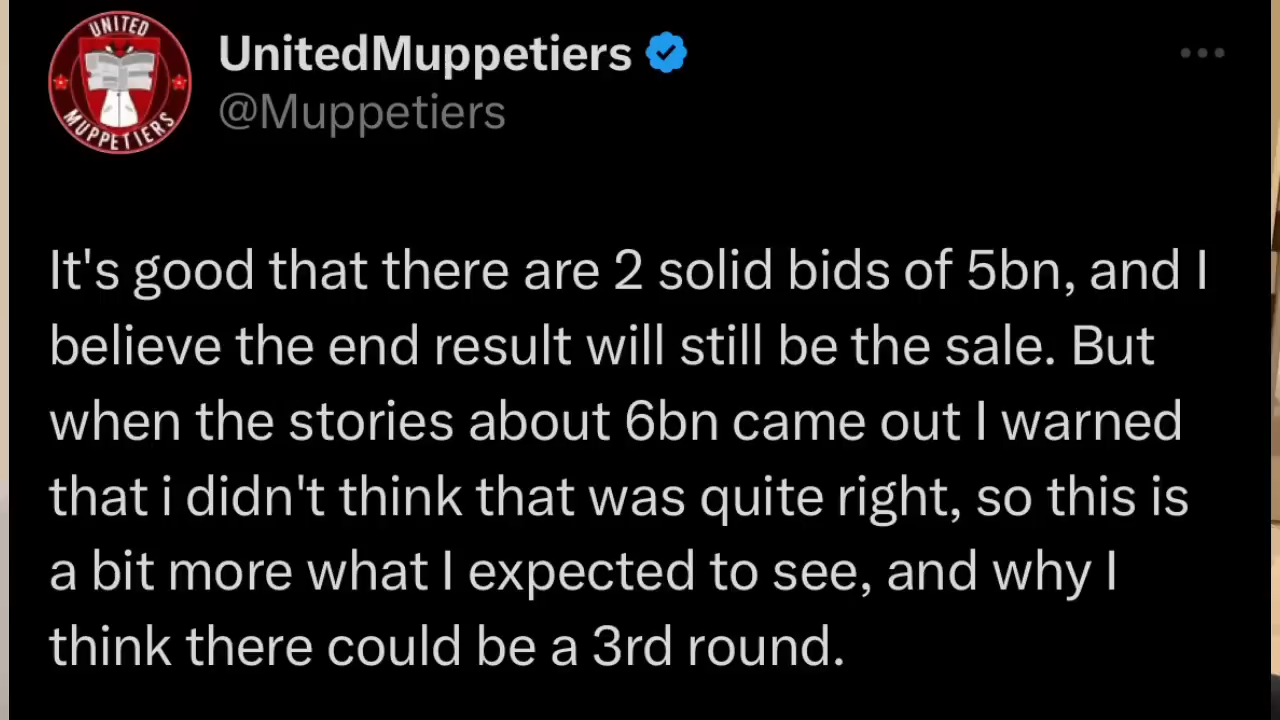 UNITED
MUPPETIERS
UnitedMuppetiers
@Muppetiers
It's good that there are 2 solid bids of 5bn, and I
believe the end result will still be the sale. But
when the stories about 6bn came out I warned
that i didn't think that was quite right, so this is
a bit more what I expected to see, and why I
think there could be a 3rd round.